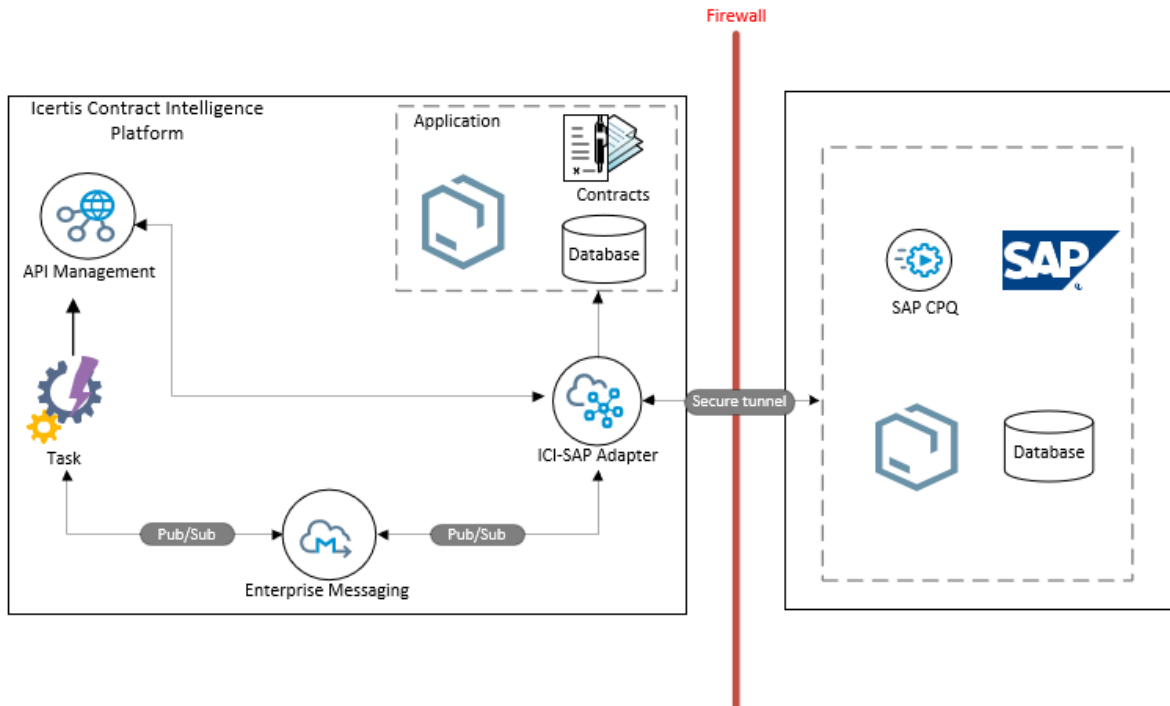 Firewall
Icertis Contract Intelligence
Platform
Application
Contracts
Database
API Management
Task
ICI-SAP Adapter
Pub/Sub
Pub/Sub
Enterprise Messaging
Secure tunnel
SAP CPQ
SAP
Database